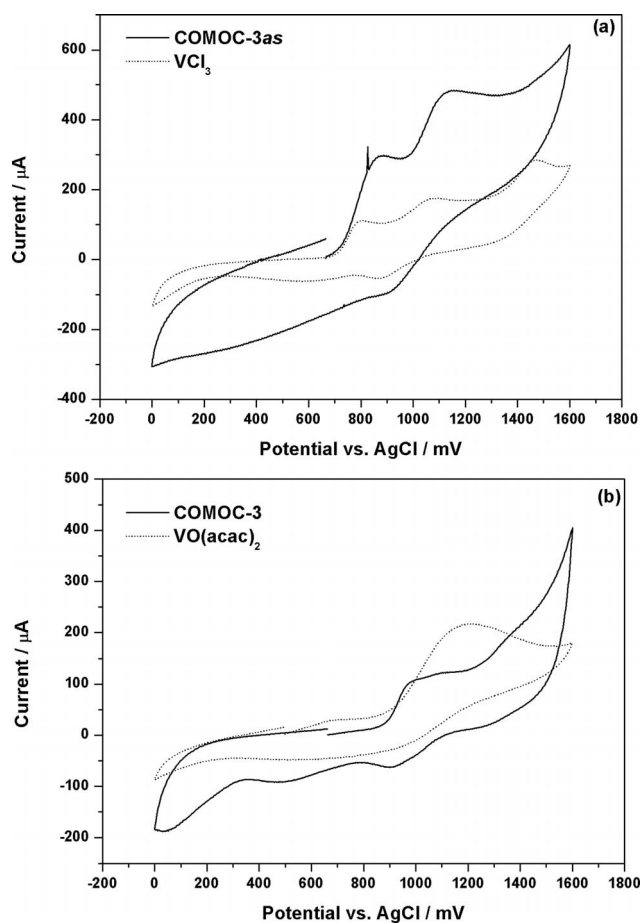 (a)
COMOC-3as
VCl3
600
400
200
0
-200
-400
-200 0 200 400 600 800 1000 1200 1400 1600 1800
Current / µA
Potential vs. AgCl / mV
(b)
COMOC-3
VO(acac)2
500
400
300
200
100
0
-100
-200
-200 0 200 400 600 800 1000 1200 1400 1600 1800
Current / µA
Potential vs. AgCl / mV